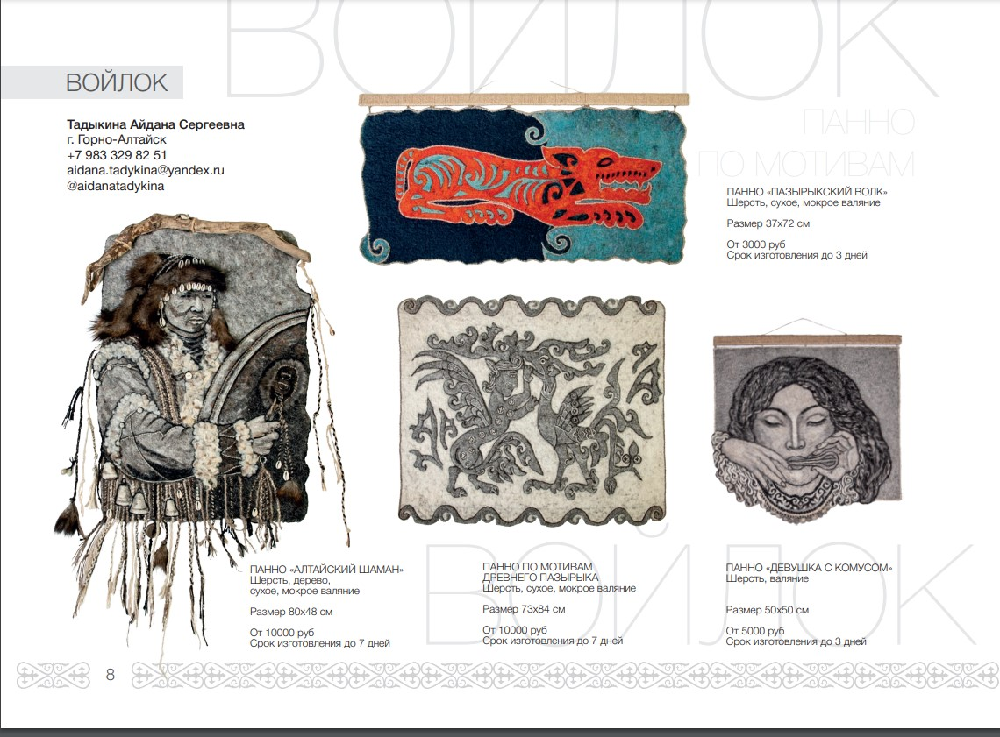 ВОЙЛОК
ВОЙЛОК
Тадыкина Айдана Сергеевна
г. Горно-Алтайск
+7 983 329 82 51
aidana.tadykina@yandex.ru
@aidanatadykina
ПАННО
ПО МОТИВАМ
ПАННО «ПАЗЫРЫКСКИЙ ВОЛК»
Шерсть, сухое, мокрое валяние
Размер 37х72 см
От 3000 руб
Срок изготовления до 3 дней
ВОЙЛОК
ПАННО «АЛТАЙСКИЙ ШАМАН»
Шерсть, дерево,
сухое, мокрое валяние
Размер 80х48 см
От 10000 руб
Срок изготовления до 7 дней
ПАННО ПО МОТИВАМ
ДРЕВНЕГО ПАЗЫРЫКА
Шерсть, сухое, мокрое валяние
Размер 73х84 см
От 10000 руб
Срок изготовления до 7 дней
ПАННО «ДЕВУШКА С КОМУСОМ»
Шерсть, валяние
Размер 50х50 см
От 5000 руб
Срок изготовления до 3 дней
8